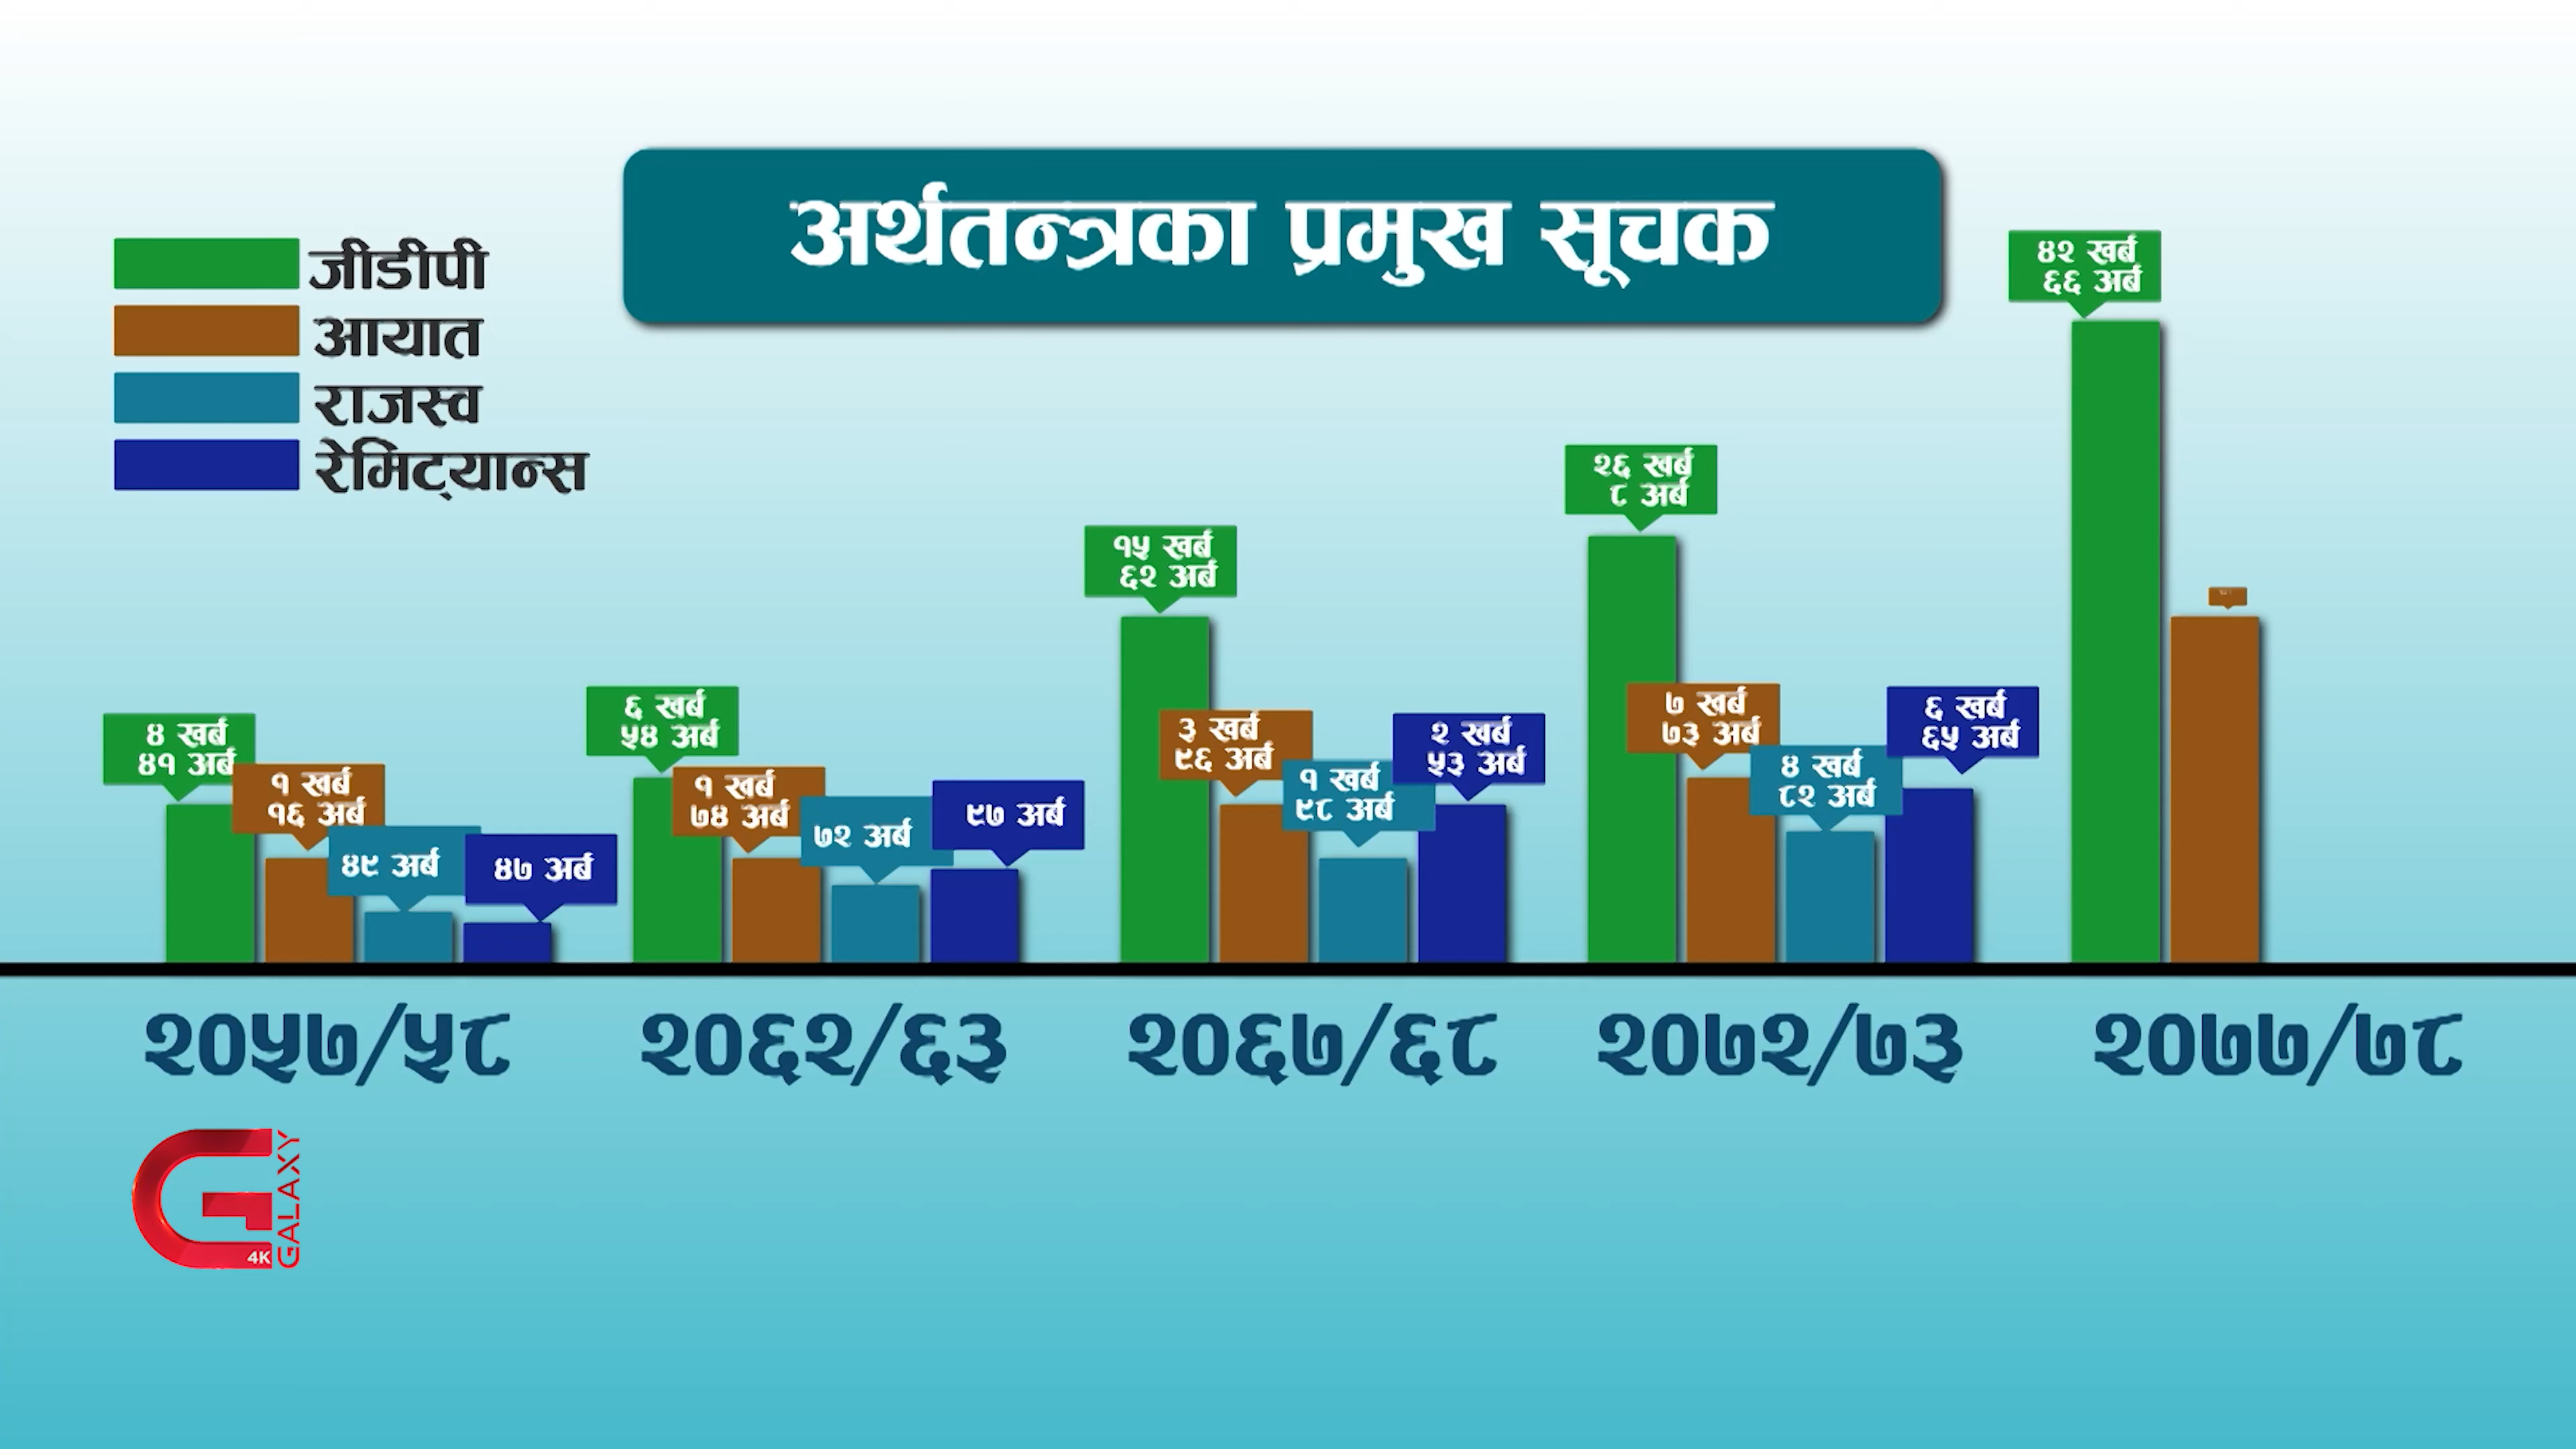 अर्थतन्त्रका प्रमुख सूचक
जीडीपी
आयात
राजस्व
रेमिट्यान्स
४ खर्ब
४१ अर्ब
१ खर्ब
१६ अर्ब
४९ अर्ब
४७ अर्ब
६ खर्ब
५४ अर्ब
१ खर्ब
७४ अर्ब
७२ अर्ब
९७ अर्ब
१५ खर्ब
६२ अर्ब
३ खर्ब
९६ अर्ब
१ खर्ब
९८ अर्ब
२ खर्ब
५३ अर्ब
२६ खर्ब
८ अर्ब
७ खर्ब
७३ अर्ब
४ खर्ब
८२ अर्ब
६ खर्ब
६५ अर्ब
४२ खर्ब
६६ अर्ब
२०५७/५८
२०६२/६३
२०६७/६८
२०७२/७३
२०७७/७८
GALAXY
4K